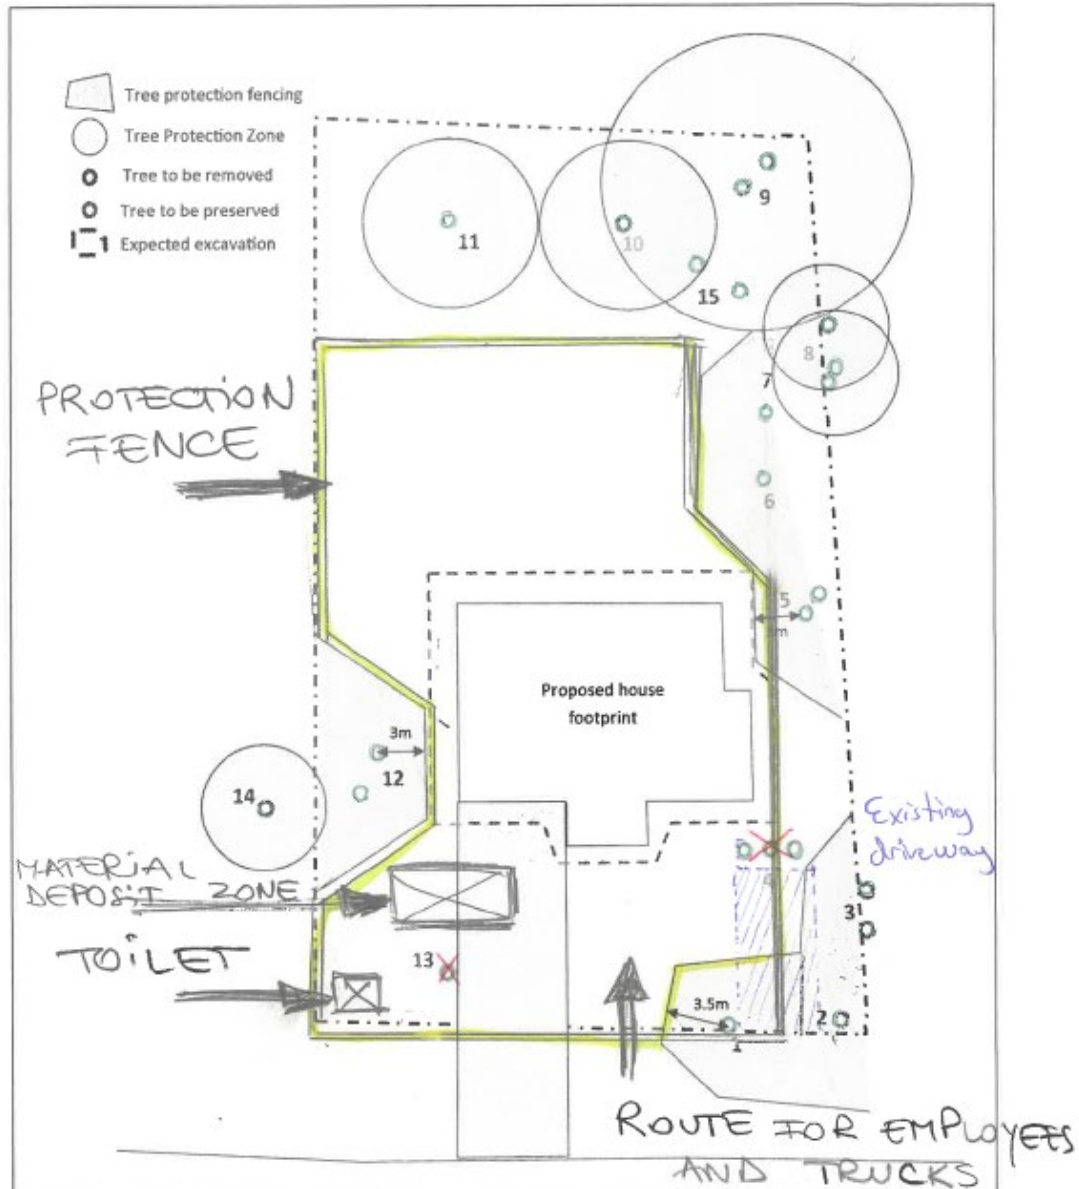 Tree protection fencing
Tree Protection Zone
Tree to be removed
Tree to be preserved
Expected excavation
9
11
10
15
8
7
PROTECTION
FENCE
6
5
Proposed house
footprint
3m
12
14
Existing
driveway
MATERIAL
DEPOSIT ZONE
3
TOILET
13
3.5m
2
1
ROUTE FOR EMPLOYEES
AND TRUCKS